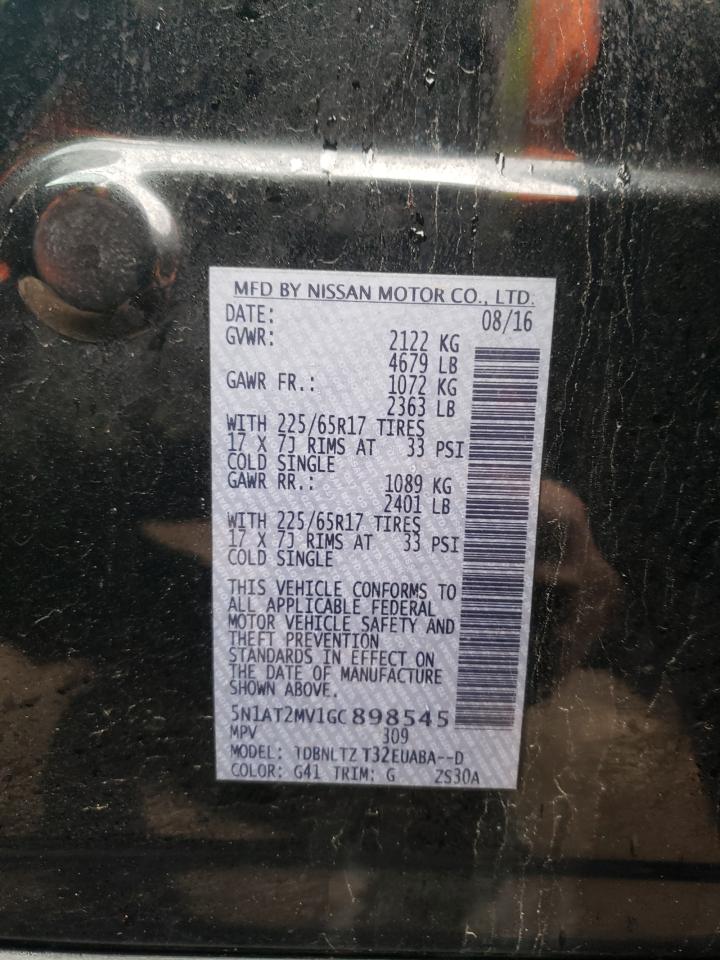 MFD BY NISSAN MOTOR CO., LTD.
DATE: 08/16
GVWR: 2122 KG
4679 LB
GAWR FR.: 1072 KG
2363 LB
WITH 225/65R17 TIRES
17 X 7J RIMS AT 33 PSI
COLD SINGLE
GAWR RR.: 1089 KG
2401 LB
WITH 225/65R17 TIRES
17 X 7J RIMS AT 33 PSI
COLD SINGLE
THIS VEHICLE CONFORMS TO
ALL APPLICABLE FEDERAL
MOTOR VEHICLE SAFETY AND
THEFT PREVENTION
STANDARDS IN EFFECT ON
THE DATE OF MANUFACTURE
SHOWN ABOVE.
5N1AT2MV1GC898545
MPV 309
MODEL: TDBNLTZ T32EUABA--D
COLOR: G41 TRIM: G ZS30A